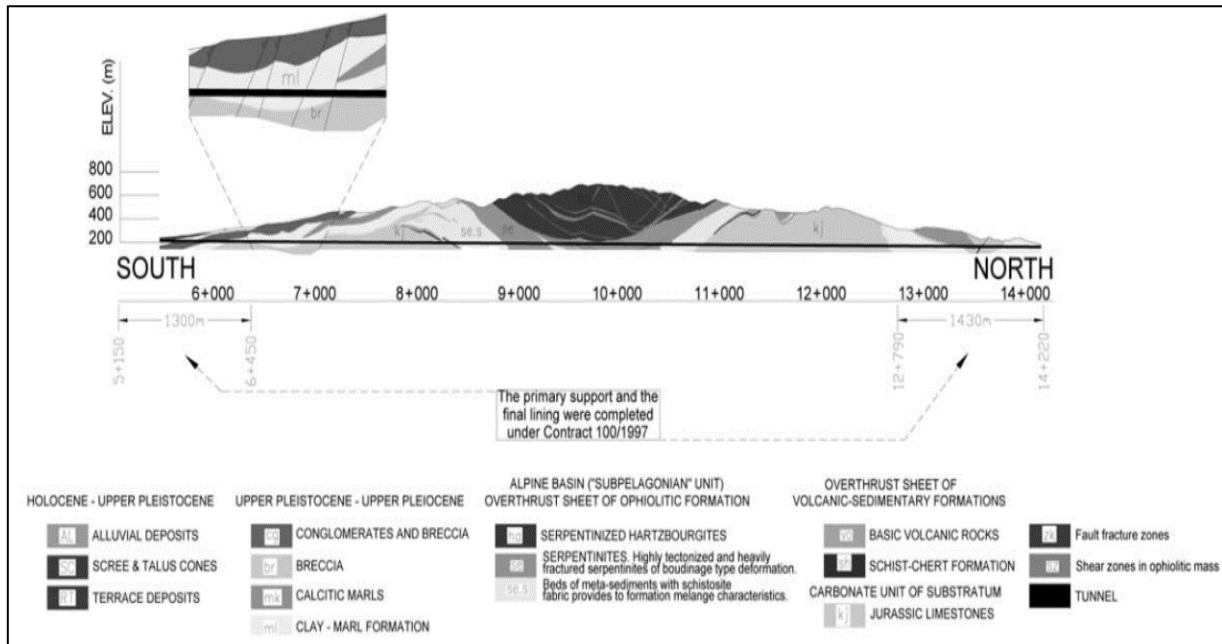 ml
br
ELEV. (m)
800
600
400
200
kj
se.s
se
kj
SOUTH
NORTH
6+000 7+000 8+000 9+000 10+000 11+000 12+000 13+000 14+000
1300m
1430m
5+150
6+450
12+790
14+220
The primary support and the
final lining were completed
under Contract 100/1997
HOLOCENE - UPPER PLEISTOCENE
AL ALLUVIAL DEPOSITS
SC SCREE & TALUS CONES
RT TERRACE DEPOSITS
UPPER PLEISTOCENE - UPPER PLEIOCENE
cg CONGLOMERATES AND BRECCIA
br BRECCIA
mk CALCITIC MARLS
ml CLAY - MARL FORMATION
ALPINE BASIN ("SUBPELAGONIAN" UNIT)
OVERTHRUST SHEET OF OPHIOLITIC FORMATION
hg SERPENTINIZED HARTZBOURGITES
se SERPENTINITES. Highly tectonized and heavily
fractured serpentinites of boudinage type deformation.
se.s Beds of meta-sediments with schistosite
fabric provides to formation melange characteristics.
OVERTHRUST SHEET OF
VOLCANIC-SEDIMENTARY FORMATIONS
vo BASIC VOLCANIC ROCKS
sh SCHIST-CHERT FORMATION
CARBONATE UNIT OF SUBSTRATUM
kj JURASSIC LIMESTONES
zk Fault fracture zones
sz Shear zones in ophiolitic mass
TUNNEL